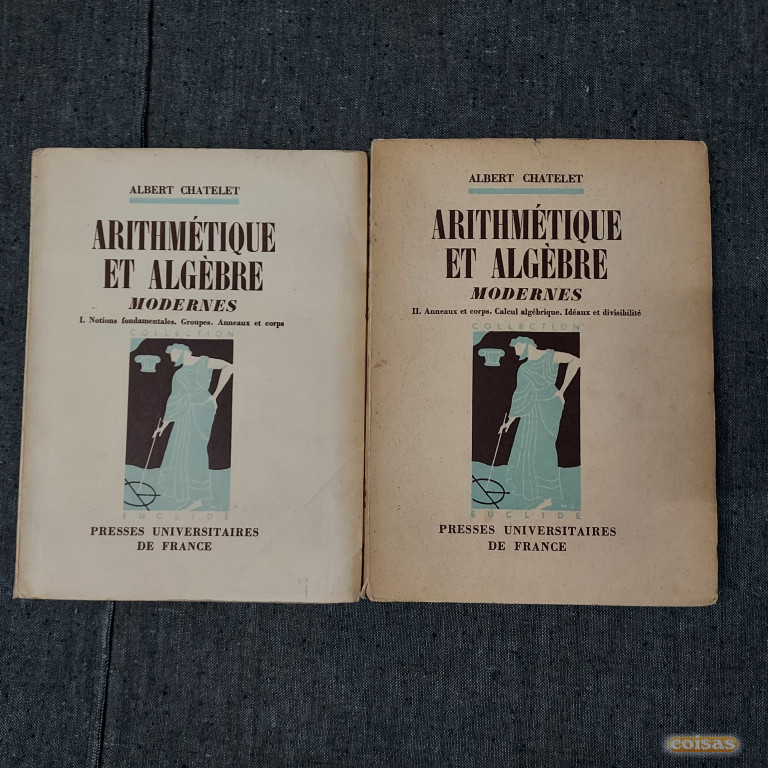 ALBERT CHATELET
ARITHMÉTIQUE
ET ALGÈBRE
MODERNES
I. Notions fondamentales. Groupes. Anneaux et corps
COLLECTION
EUCLIDE
PRESSES UNIVERSITAIRES
DE FRANCE
ALBERT CHATELET
ARITHMÉTIQUE
ET ALGÈBRE
MODERNES
II. Anneaux et corps. Calcul algébrique. Idéaux et divisibilité
COLLECTION
EUCLIDE
PRESSES UNIVERSITAIRES
DE FRANCE
coisas